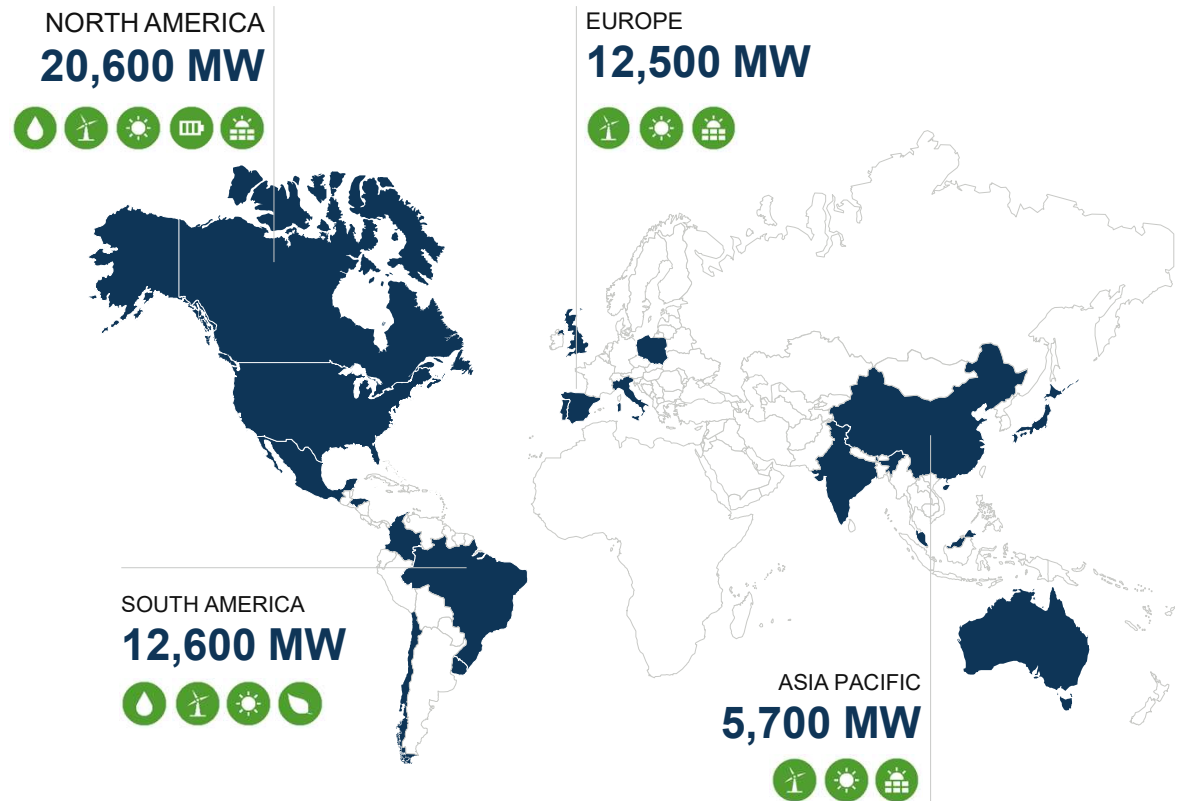 NORTH AMERICA
20,600 MW
EUROPE
12,500 MW
SOUTH AMERICA
12,600 MW
ASIA PACIFIC
5,700 MW